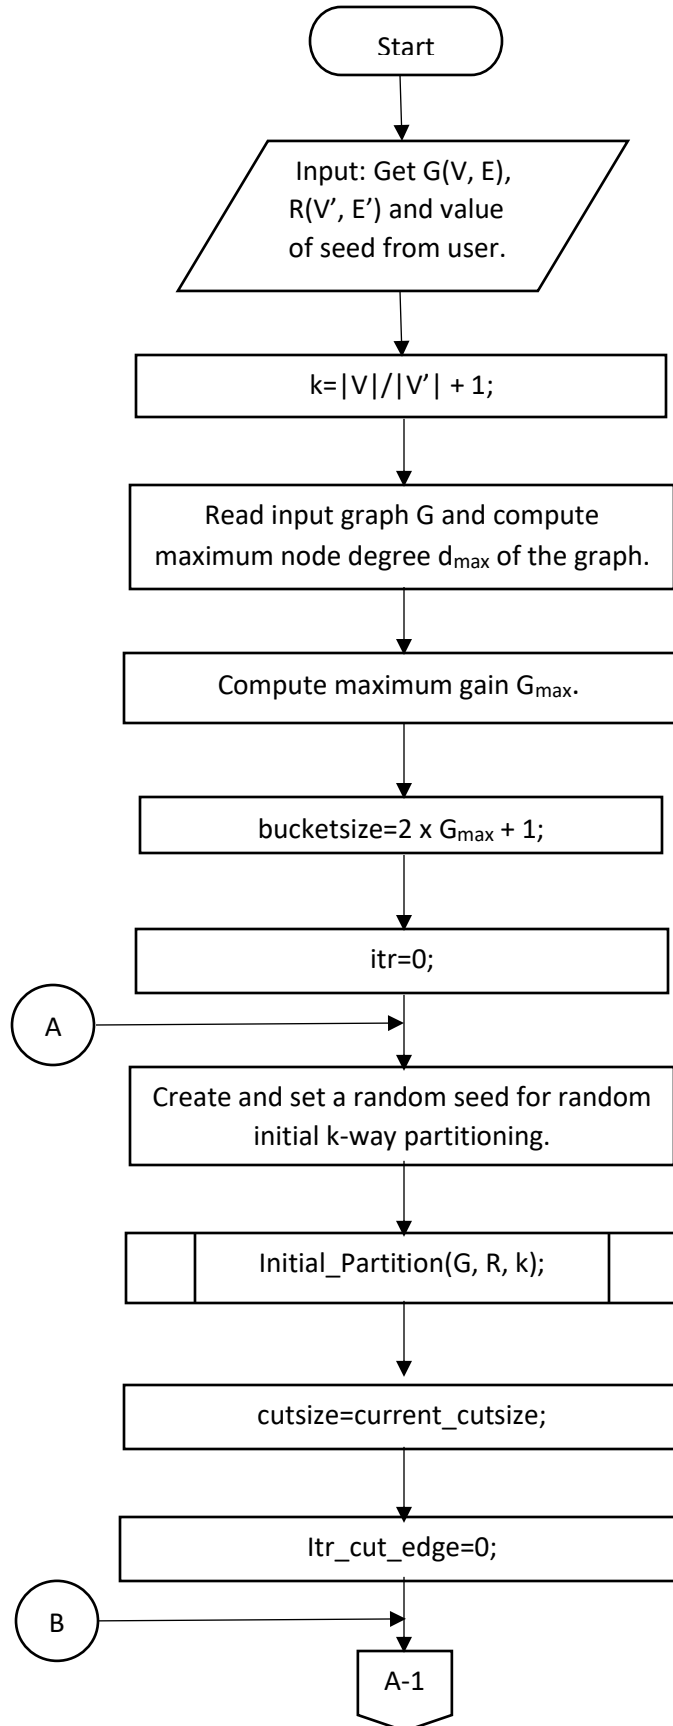 Start
Input: Get G(V, E),
R(V’, E’) and value
of seed from user.
k=|V|/|V’| + 1;
Read input graph G and compute
maximum node degree dmax of the graph.
Compute maximum gain Gmax.
bucketsize=2 x Gmax + 1;
itr=0;
A
Create and set a random seed for random
initial k-way partitioning.
Initial_Partition(G, R, k);
cutsize=current_cutsize;
Itr_cut_edge=0;
B
A-1